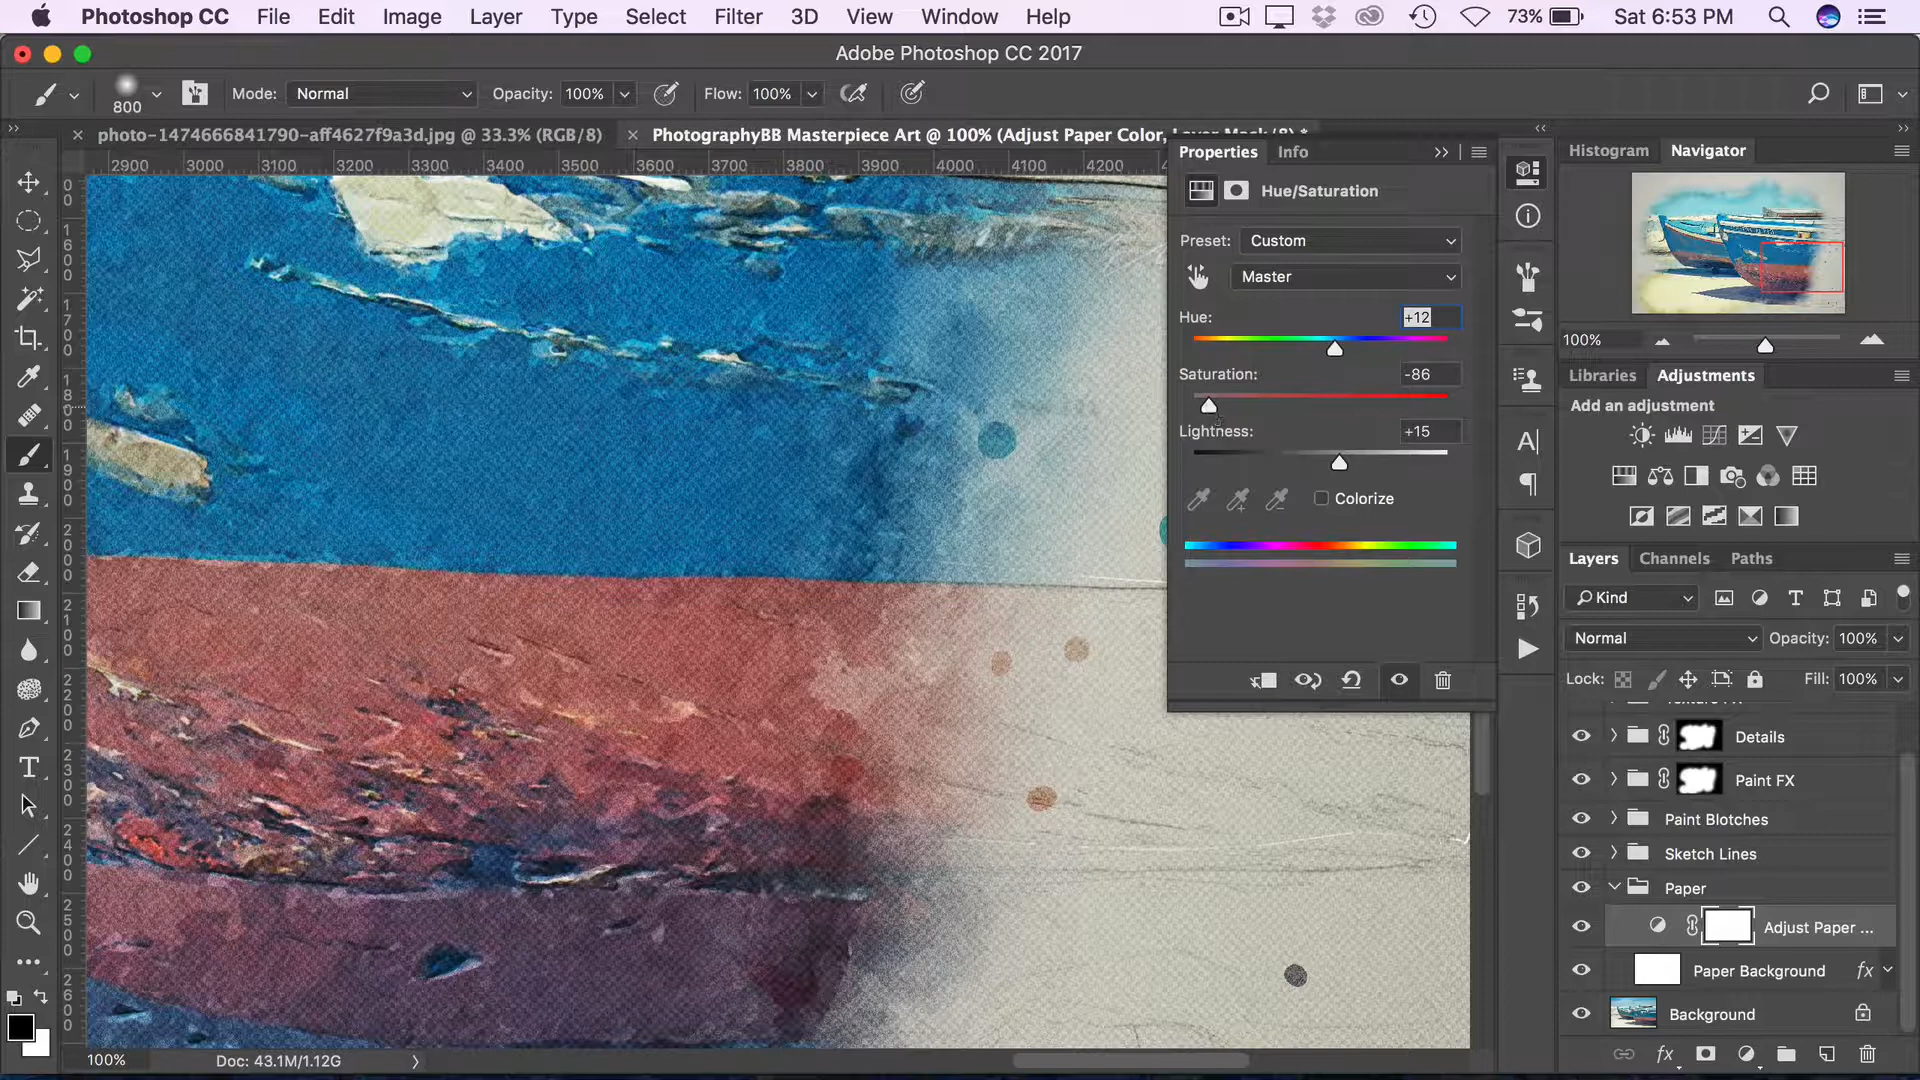 Photoshop CC File Edit Image Layer Type Select Filter 3D View Window Help 73% Sat 6:53 PM
Adobe Photoshop CC 2017
800 Mode: Normal Opacity: 100% Flow: 100%
photo-1474666841790-aff4627f9a3d.jpg @ 33.3% (RGB/8)
PhotographyBB Masterpiece Art @ 100% (Adjust Paper Color, Layer Mask/8) *
2900 3000 3100 3200 3300 3400 3500 3600 3700 3800 3900 4000 4100 4200
Properties Info
Hue/Saturation
Preset: Custom
Master
Hue: +12
Saturation: -86
Lightness: +15
Colorize
Histogram Navigator
100%
Libraries Adjustments
Add an adjustment
Layers Channels Paths
Kind
Normal Opacity: 100%
Lock: Fill: 100%
Details
Paint FX
Paint Blotches
Sketch Lines
Paper
Adjust Paper ...
Paper Background fx
Background
fx
100% Doc: 43.1M/1.12G